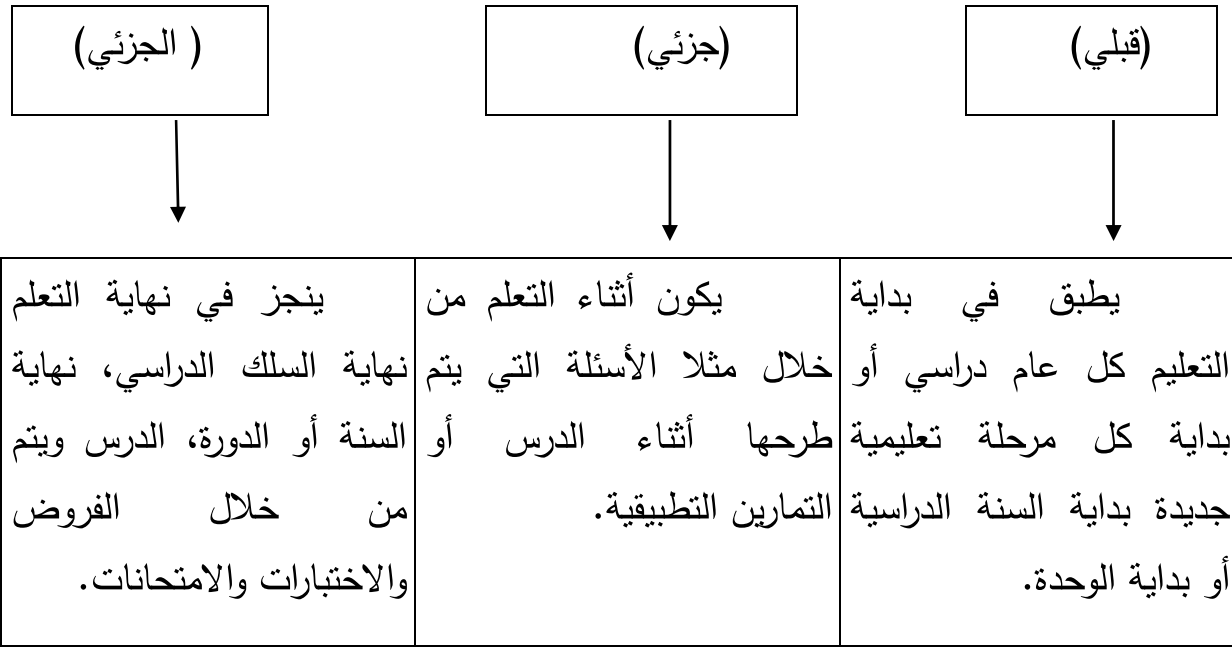 (قبلي)
(جزئي)
( الجزئي)
يطبق في بداية
التعليم كل عام دراسي أو
بداية كل مرحلة تعليمية
جديدة بداية السنة الدراسية
أو بداية الوحدة.
يكون أثناء التعلم من
خلال مثلا الأسئلة التي يتم
طرحها أثناء الدرس أو
التمارين التطبيقية.
ينجز في نهاية التعلم
نهاية السلك الدراسي، نهاية
السنة أو الدورة، الدرس ويتم
من خلال الفروض
والاختبارات والامتحانات.